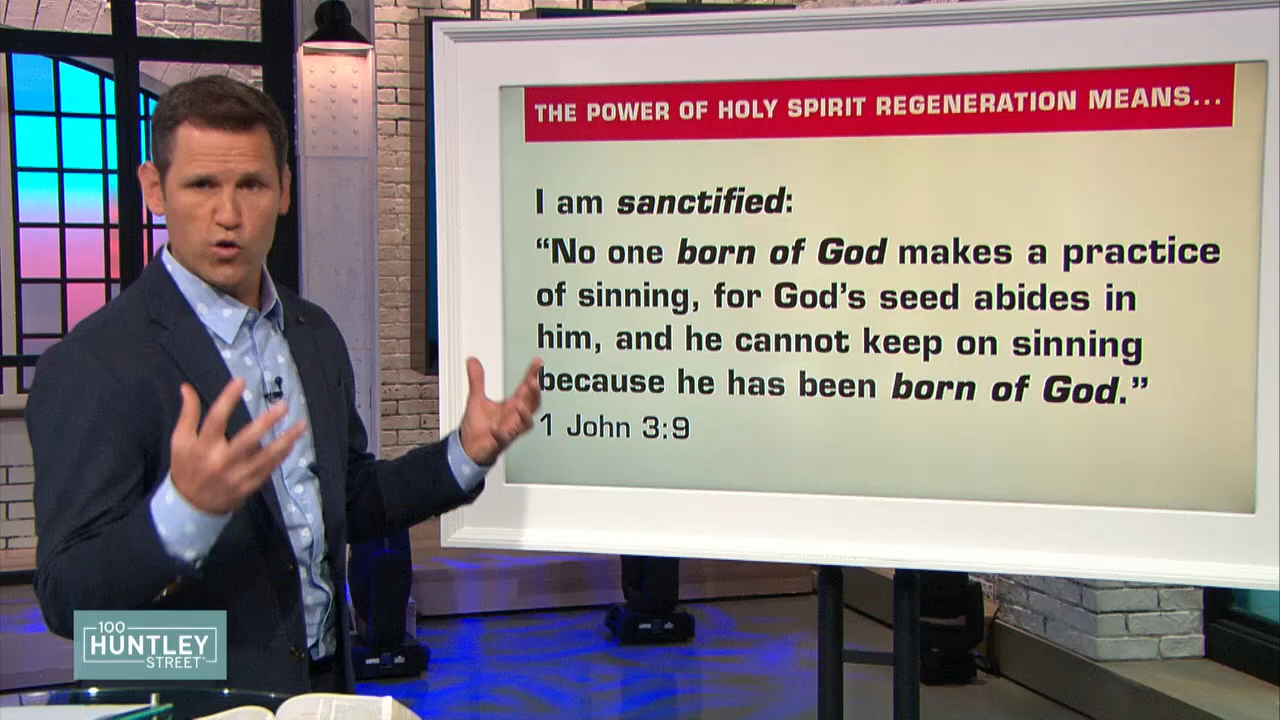 THE POWER OF HOLY SPIRIT REGENERATION MEANS...
I am sanctified:
“No one born of God makes a practice
of sinning, for God’s seed abides in
him, and he cannot keep on sinning
because he has been born of God.”
1 John 3:9
100
HUNTLEY
STREET